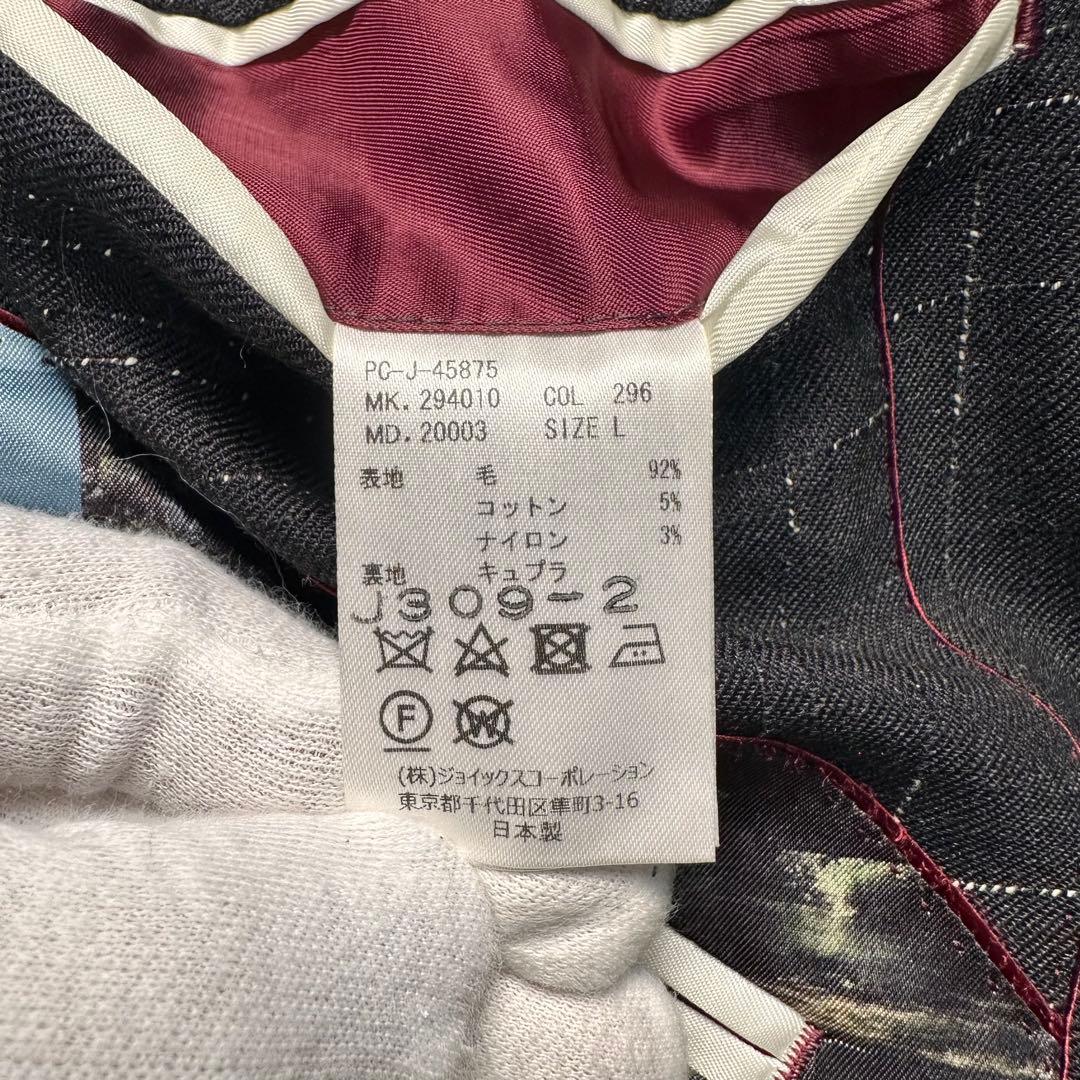 PC-J-45875
MK. 294010 COL 296
MD. 20003 SIZE L
表地 毛 92%
コットン 5%
ナイロン 3%
裏地 キュプラ
J309-2
F W
(株)ジョイックスコーポレーション
東京都千代田区隼町3-16
日本製